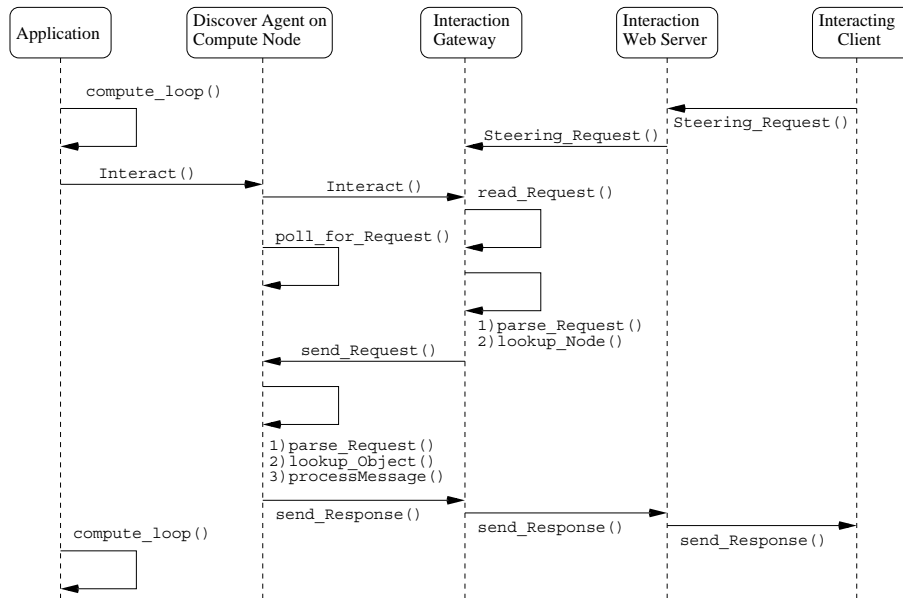 Application
Discover Agent on
Compute Node
Interaction
Gateway
Interaction
Web Server
Interacting
Client
compute_loop()
Steering_Request()
Steering_Request()
Interact()
Interact()
read_Request()
poll_for_Request()
1)parse_Request()
2)lookup_Node()
send_Request()
1)parse_Request()
2)lookup_Object()
3)processMessage()
send_Response()
send_Response()
send_Response()
compute_loop()